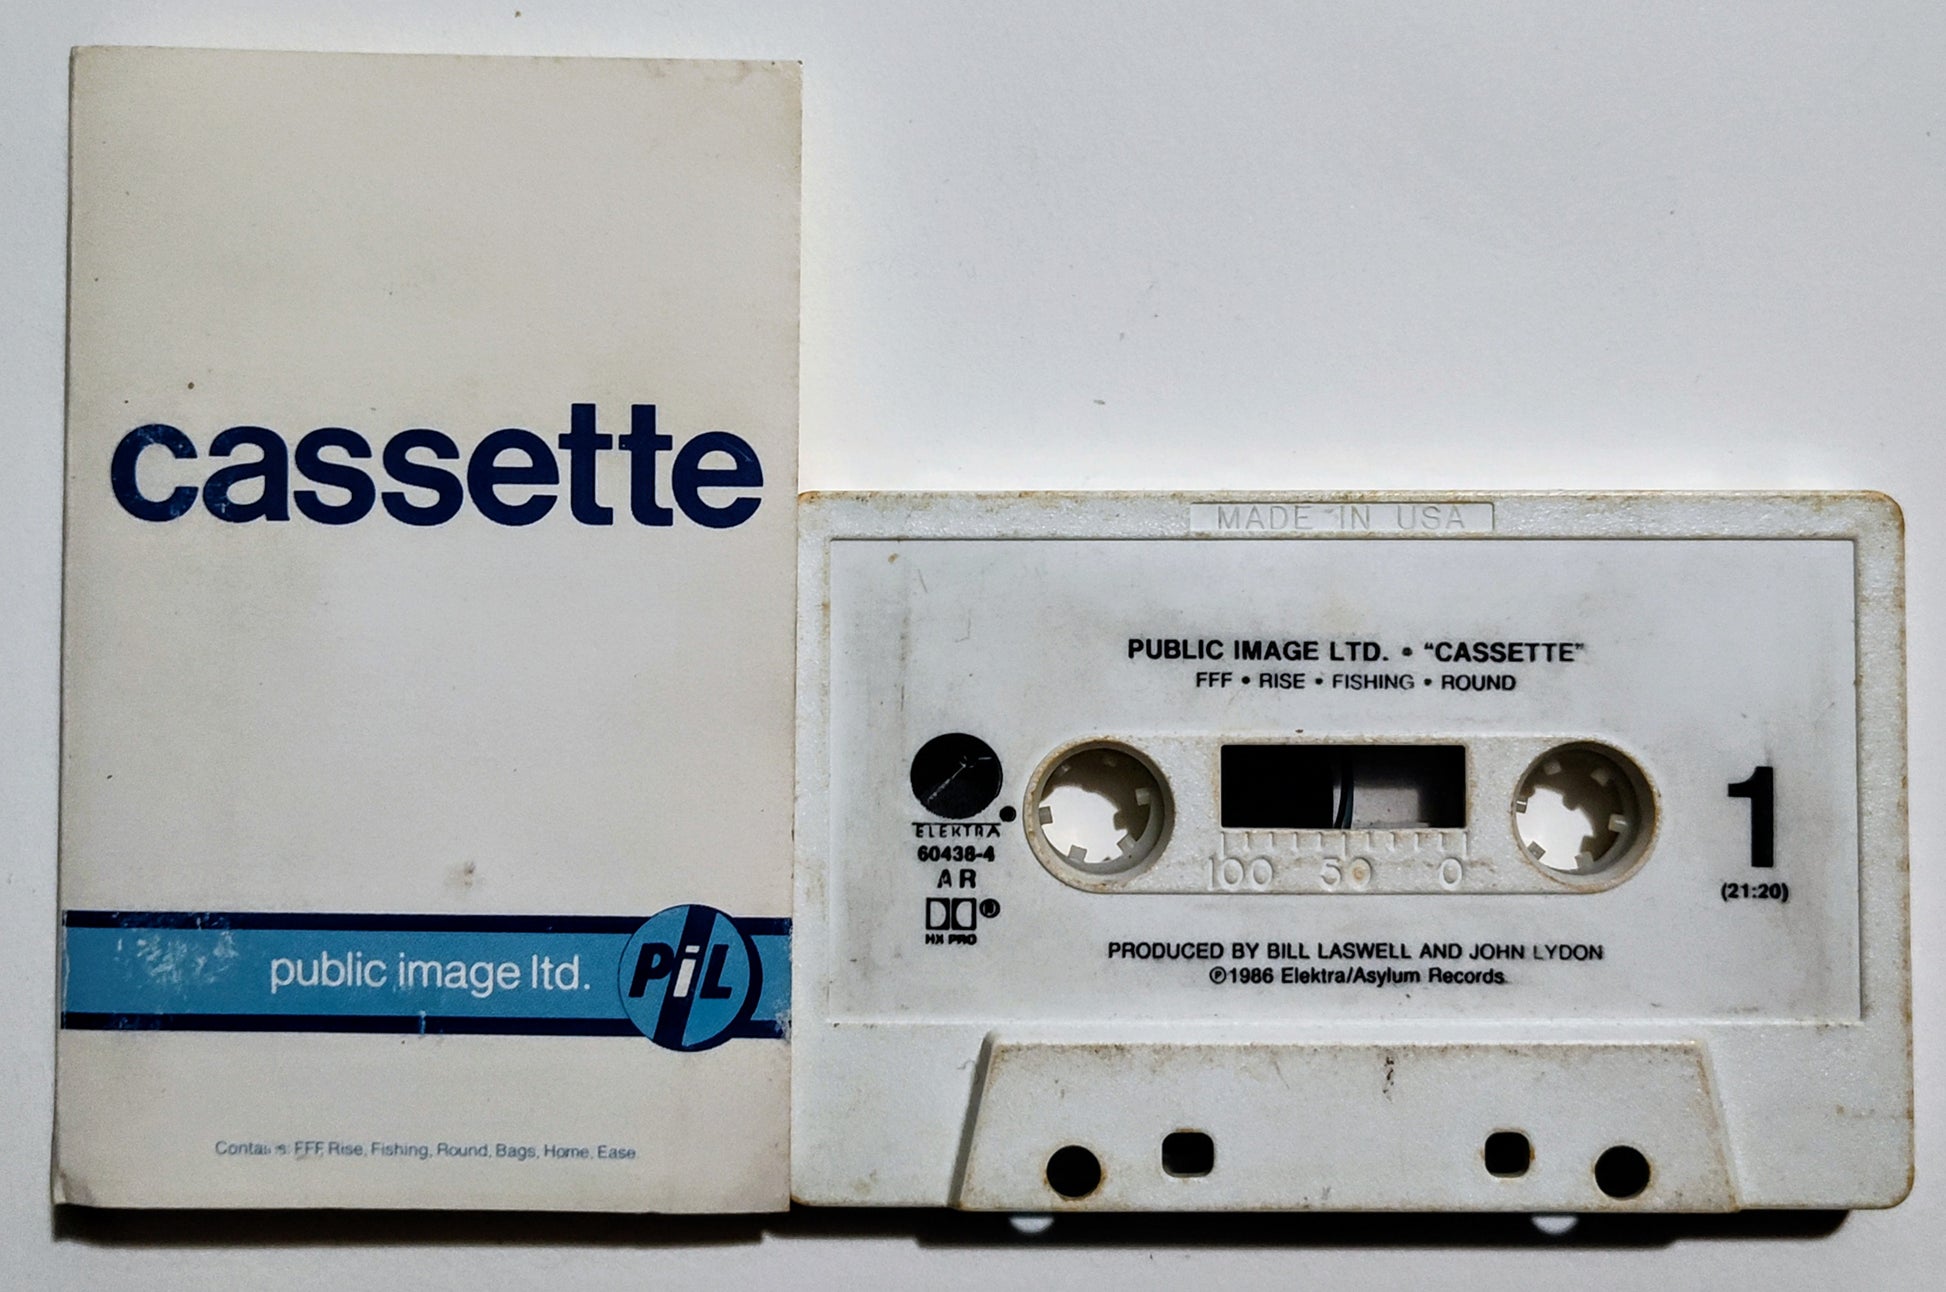 cassette
public image ltd.
PiL
Contains: FFF, Rise, Fishing, Round, Bags, Home, Ease
MADE IN USA
PUBLIC IMAGE LTD. • “CASSETTE”
FFF • RISE • FISHING • ROUND
ELEKTRA
60438-4
AR
HX PRO
100 50 0
1
(21:20)
PRODUCED BY BILL LASWELL AND JOHN LYDON
℗1986 Elektra/Asylum Records